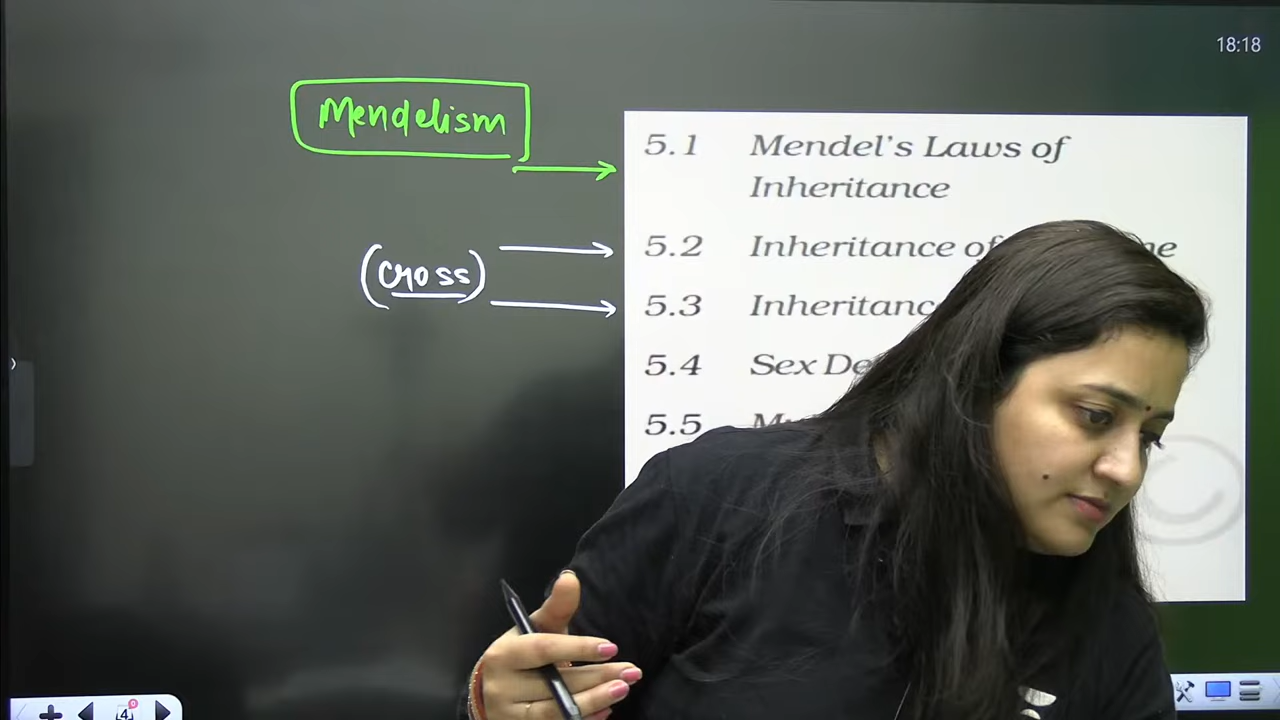 18:18
Mendelism
5.1 Mendel's Laws of
Inheritance
(cross)
5.2 Inheritance of
5.3 Inheritance
5.4 Sex
5.5
4